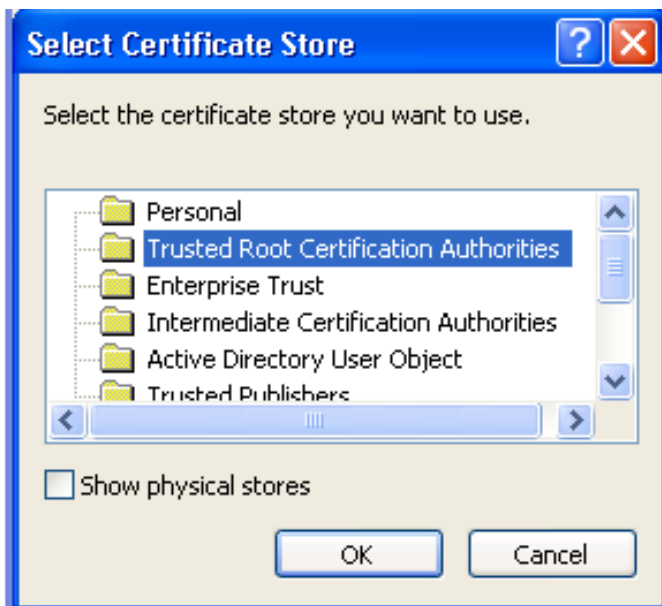 Select Certificate Store
Select the certificate store you want to use.
Personal
Trusted Root Certification Authorities
Enterprise Trust
Intermediate Certification Authorities
Active Directory User Object
Trusted Publishers
Show physical stores
OK
Cancel